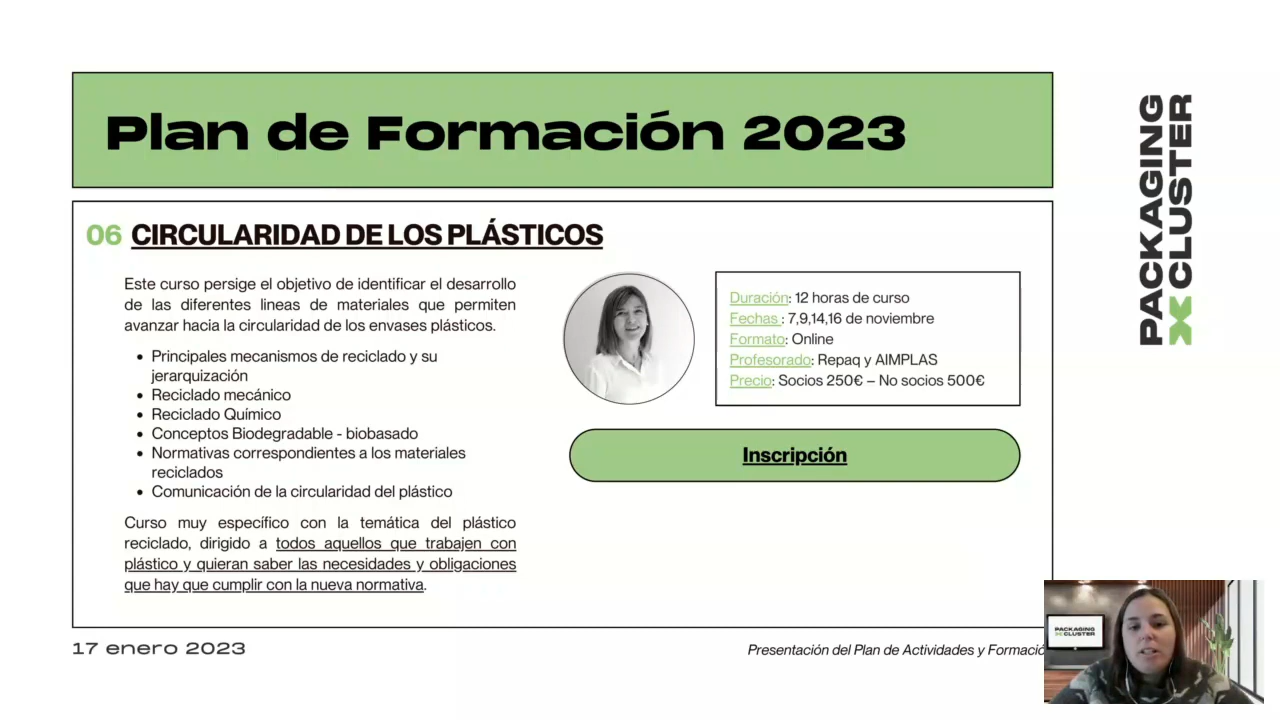 Plan de Formación 2023
PACKAGING
CLUSTER
06 CIRCULARIDAD DE LOS PLÁSTICOS
Este curso persige el objetivo de identificar el desarrollo
de las diferentes lineas de materiales que permiten
avanzar hacia la circularidad de los envases plásticos.
• Principales mecanismos de reciclado y su
jerarquización
• Reciclado mecánico
• Reciclado Químico
• Conceptos Biodegradable - biobasado
• Normativas correspondientes a los materiales
reciclados
• Comunicación de la circularidad del plástico
Curso muy específico con la temática del plástico
reciclado, dirigido a todos aquellos que trabajen con
plástico y quieran saber las necesidades y obligaciones
que hay que cumplir con la nueva normativa.
Duración: 12 horas de curso
Fechas : 7,9,14,16 de noviembre
Formato: Online
Profesorado: Repaq y AIMPLAS
Precio: Socios 250€ – No socios 500€
Inscripción
17 enero 2023
Presentación del Plan de Actividades y Formació
PACKAGING
CLUSTER